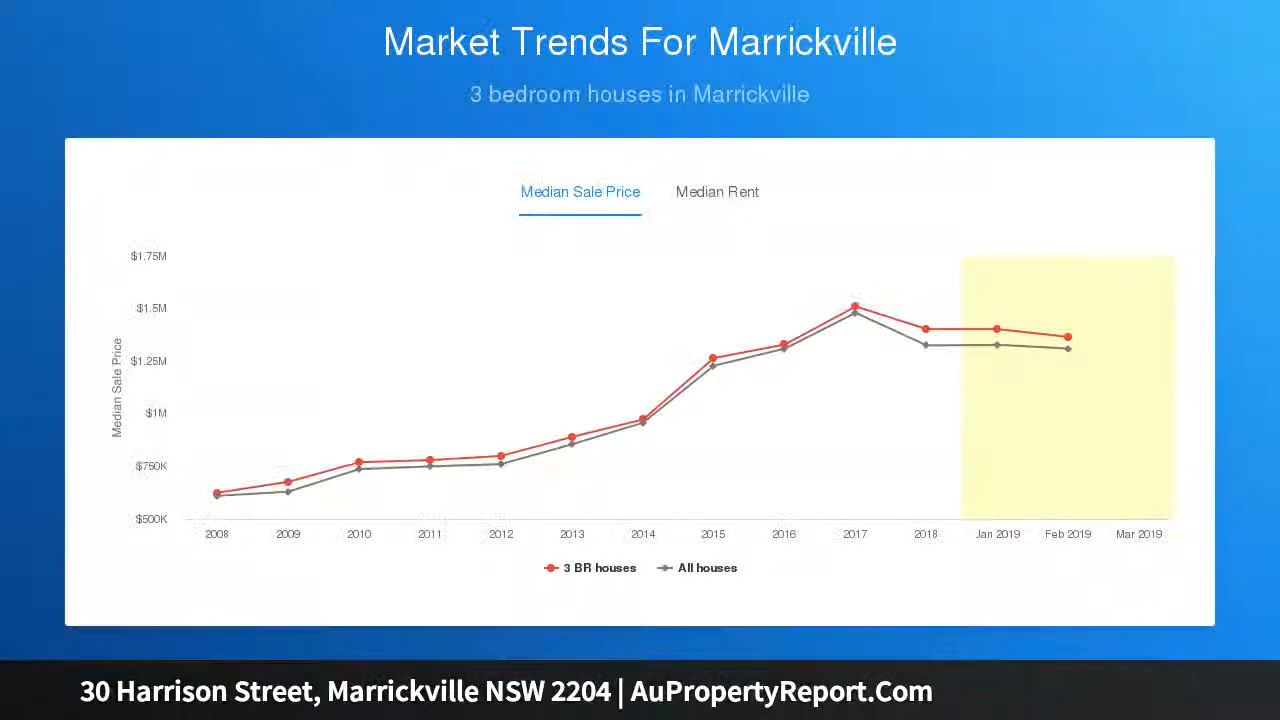 Market Trends For Marrickville
3 bedroom houses in Marrickville
Median Sale Price Median Rent
$1.75M
$1.5M
$1.25M
$1M
$750K
$500K
Median Sale Price
2008 2009 2010 2011 2012 2013 2014 2015 2016 2017 2018 Jan 2019 Feb 2019 Mar 2019
3 BR houses All houses
30 Harrison Street, Marrickville NSW 2204 | AuPropertyReport.Com